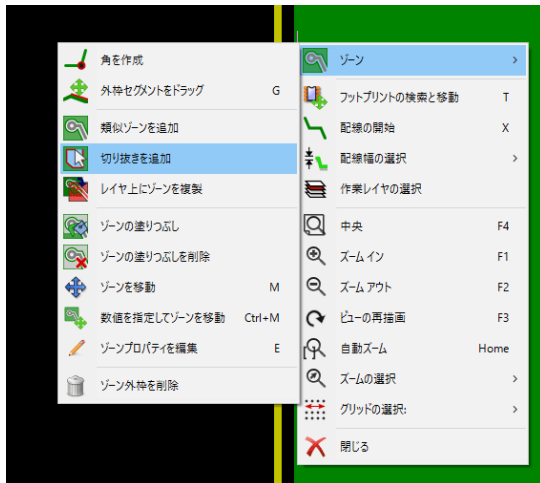 角を作成
外枠セグメントをドラッグ G
類似ゾーンを追加
切り抜きを追加
レイヤ上にゾーンを複製
ゾーンの塗りつぶし
ゾーンの塗りつぶしを削除
ゾーンを移動 M
数値を指定してゾーンを移動 Ctrl+M
ゾーンプロパティを編集 E
ゾーン外枠を削除
ゾーン
フットプリントの検索と移動 T
配線の開始 X
配線幅の選択
作業レイヤの選択
中央 F4
ズーム イン F1
ズーム アウト F2
ビューの再描画 F3
自動ズーム Home
ズームの選択
グリッドの選択:
閉じる